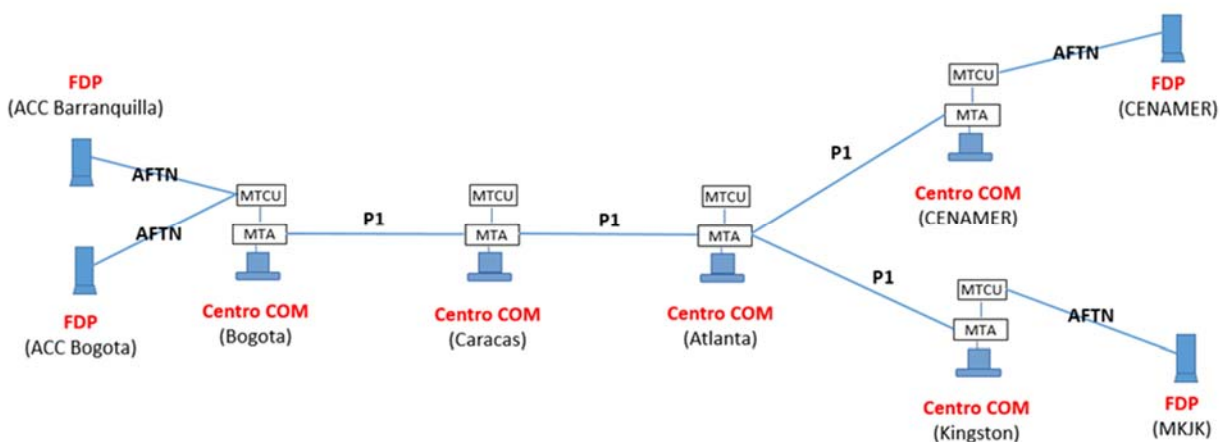 FDP
(ACC Barranquilla)
AFTN
AFTN
FDP
(ACC Bogota)
MTCU
MTA
Centro COM
(Bogota)
P1
MTCU
MTA
Centro COM
(Caracas)
P1
MTCU
MTA
Centro COM
(Atlanta)
P1
P1
MTCU
MTA
Centro COM
(CENAMER)
AFTN
FDP
(CENAMER)
MTCU
MTA
Centro COM
(Kingston)
AFTN
FDP
(MKJK)